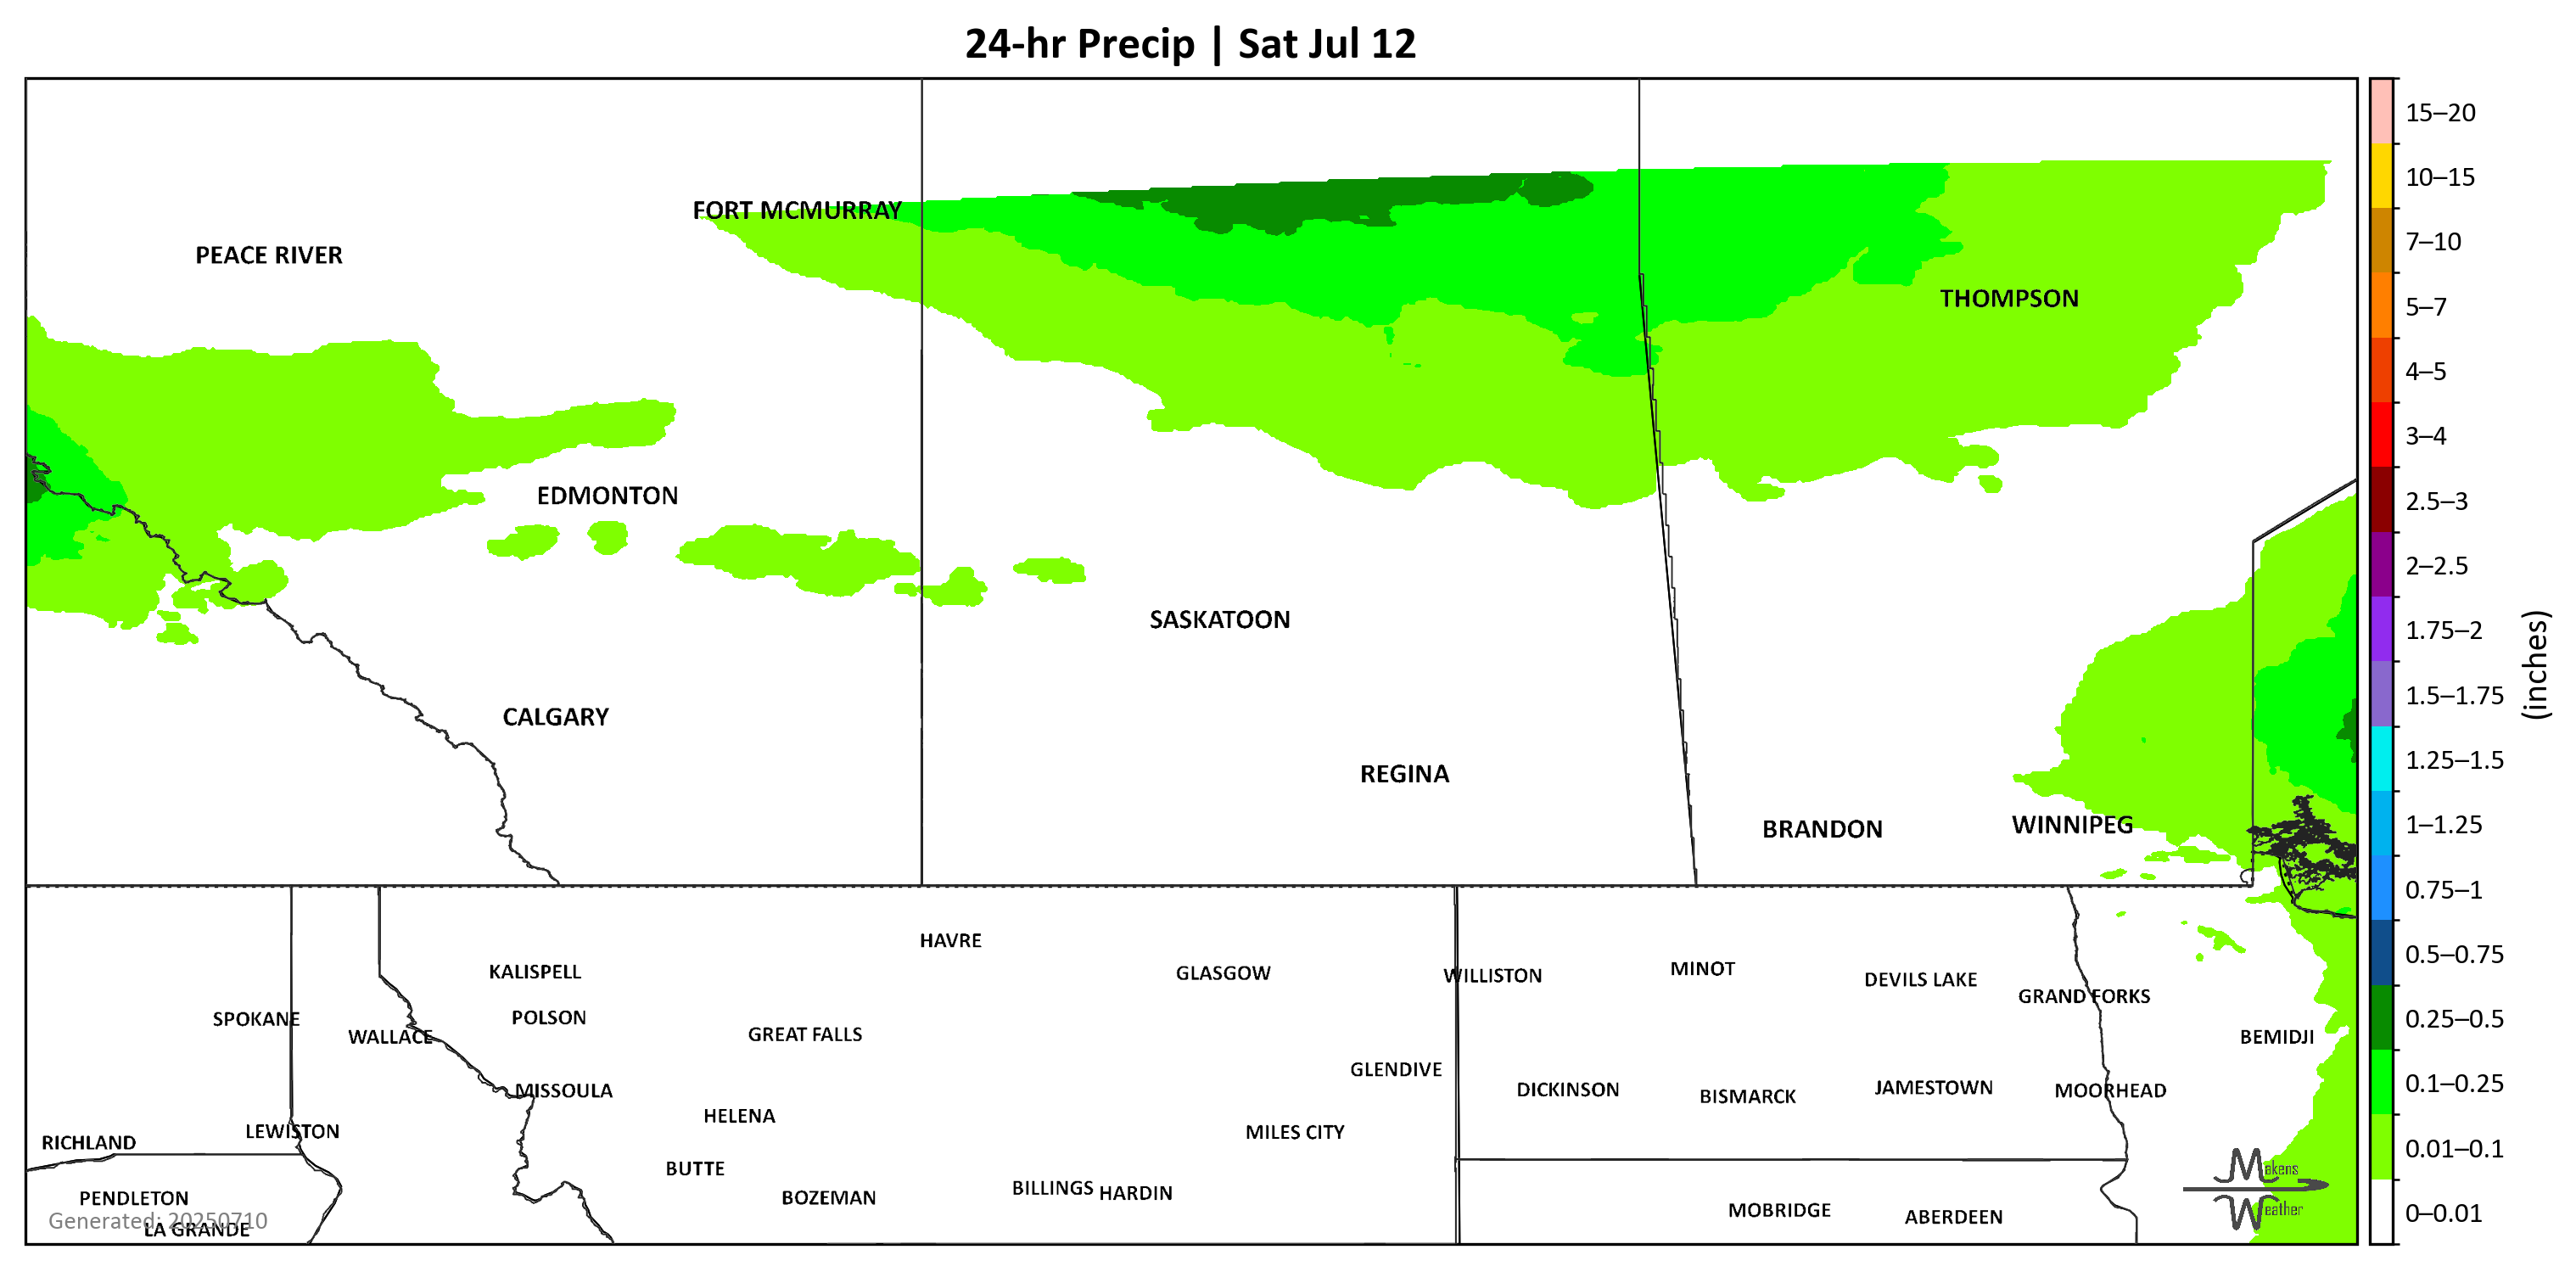 24-hr Precip | Sat Jul 12
15–20
10–15
7–10
5–7
4–5
3–4
2.5–3
2–2.5
1.75–2
1.5–1.75
1.25–1.5
1–1.25
0.75–1
0.5–0.75
0.25–0.5
0.1–0.25
0.01–0.1
0–0.01
(inches)
FORT MCMURRAY
PEACE RIVER
THOMPSON
EDMONTON
SASKATOON
CALGARY
REGINA
BRANDON
WINNIPEG
HAVRE
KALISPELL
GLASGOW
WILLISTON
MINOT
DEVILS LAKE
GRAND FORKS
SPOKANE
WALLACE
POLSON
GREAT FALLS
BEMIDJI
GLENDIVE
MISSOULA
DICKINSON
BISMARCK
JAMESTOWN
MOORHEAD
HELENA
RICHLAND
LEWISTON
MILES CITY
BUTTE
PENDLETON
BOZEMAN
BILLINGS
HARDIN
MOBRIDGE
ABERDEEN
Generated: 20250710
LA GRANDE
Makens
Weather